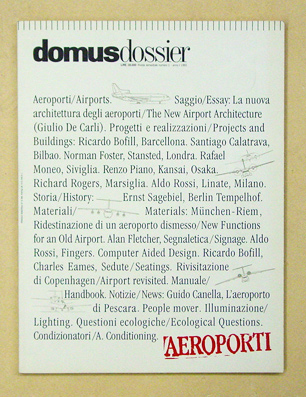 domusdossier
Aeroporti/Airports. Saggio/Essay: La nuova
architettura degli aeroporti/The New Airport Architecture
(Giulio De Carli). Progetti e realizzazioni/Projects and
Buildings: Ricardo Bofill, Barcellona. Santiago Calatrava,
Bilbao. Norman Foster, Stansted, Londra. Rafael
Moneo, Siviglia. Renzo Piano, Kansai, Osaka.
Richard Rogers, Marsiglia. Aldo Rossi, Linate, Milano.
Storia/History: Ernst Sagebiel, Berlin Tempelhof.
Materiali/ Materials: München-Riem,
Ridestinazione di un aeroporto dismesso/New Functions
for an Old Airport. Alan Fletcher, Segnaletica/Signage. Aldo
Rossi, Fingers. Computer Aided Design. Ricardo Bofill,
Charles Eames, Sedute/Seatings. Rivisitazione
di Copenhagen/Airport revisited. Manuale/
Handbook. Notizie/News: Guido Canella, L'aeroporto
di Pescara. People mover. Illuminazione/
Lighting. Questioni ecologiche/Ecological Questions.
Condizionatori/A. Conditioning.
AEROPORTI